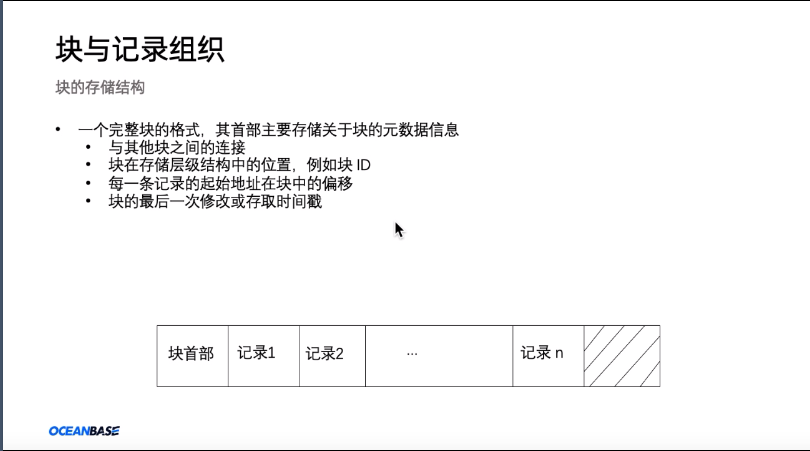 块与记录组织
块的存储结构
• 一个完整块的格式，其首部主要存储关于块的元数据信息
• 与其他块之间的连接
• 块在存储层级结构中的位置，例如块 ID
• 每一条记录的起始地址在块中的偏移
• 块的最后一次修改或存取时间戳
块首部 记录1 记录2 ... 记录 n
OCEANBASE